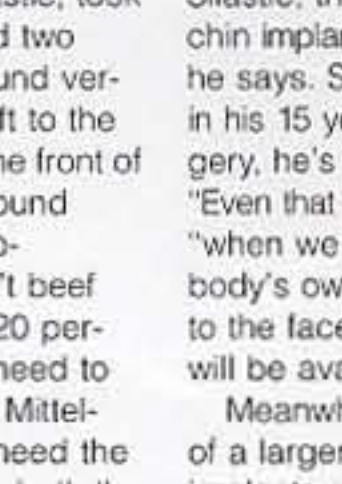 d two
und ver-
ft to the
ne front of
ound
o-
't beef
20 per-
need to
Mittel-
need the
chin implan
he says. S
in his 15 y
gery, he's
"Even that
"when we
body's ow
to the face
will be ava
Meanwh
of a larger